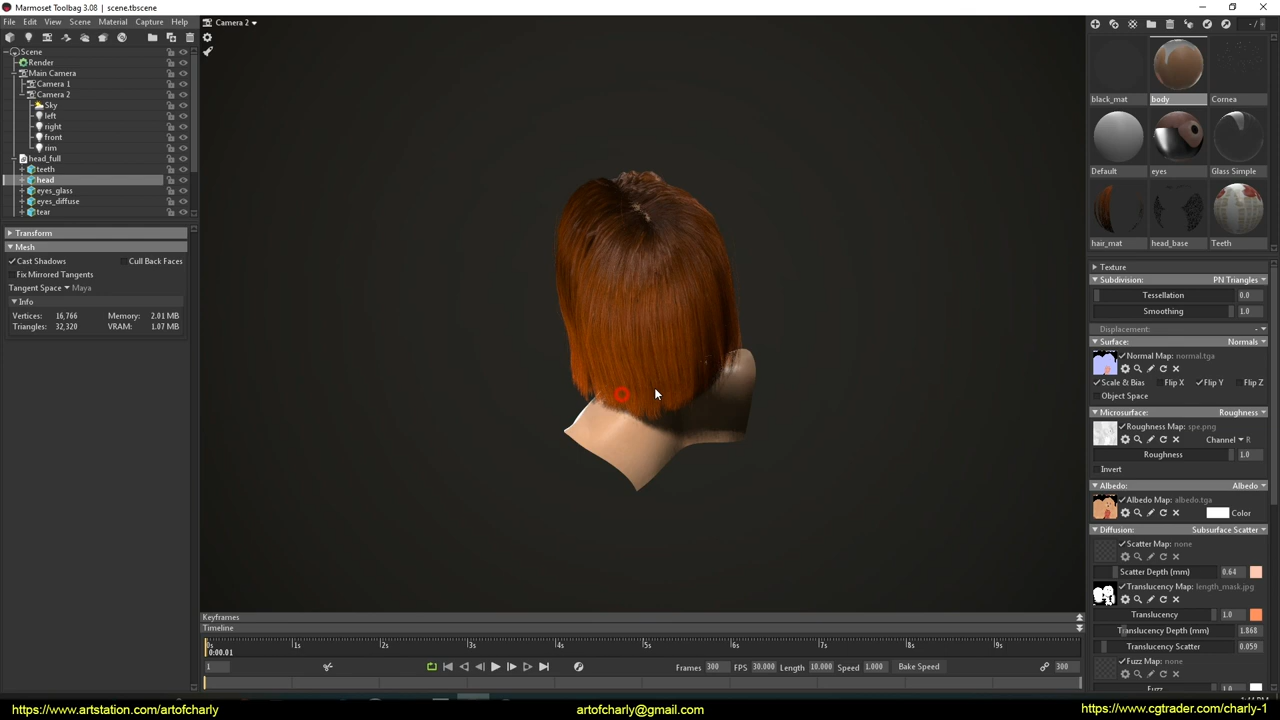 Marmoset Toolbag 3.08 | scene.tbscene
File Edit View Scene Material Capture Help
Camera 2
Scene
Render
Main Camera
Camera 1
Camera 2
Sky
left
right
front
rim
head_full
teeth
head
eyes_glass
eyes_diffuse
tear
Transform
Mesh
Cast Shadows Cull Back Faces
Fix Mirrored Tangents
Tangent Space Maya
Info
Vertices: 16,766 Memory: 2.01 MB
Triangles: 32,320 VRAM: 1.07 MB
black_mat body Cornea
Default eyes Glass Simple
hair_mat head_base Teeth
Texture
Subdivision: PN Triangles
Tessellation 0.0
Smoothing 1.0
Displacement: -
Surface: Normals
Normal Map: normal.tga
Scale & Bias Flip X Flip Y Flip Z
Object Space
Microsurface: Roughness
Roughness Map: spe.png
Channel R
Roughness 1.0
Invert
Albedo: Albedo
Albedo Map: albedo.tga
Color
Diffusion: Subsurface Scatter
Scatter Map: none
Scatter Depth (mm) 0.64
Translucency Map: length_mask.jpg
Translucency 1.0
Translucency Depth (mm) 1.868
Translucency Scatter 0.059
Fuzz Map: none
Fuzz 1.0
Keyframes
Timeline
0s 1s 2s 3s 4s 5s 6s 7s 8s 9s
0:00.01
1 Frames 300 FPS 30.000 Length 10.000 Speed 1.000 Bake Speed 300
https://www.artstation.com/artofcharly artofcharly@gmail.com https://www.cgtrader.com/charly-1